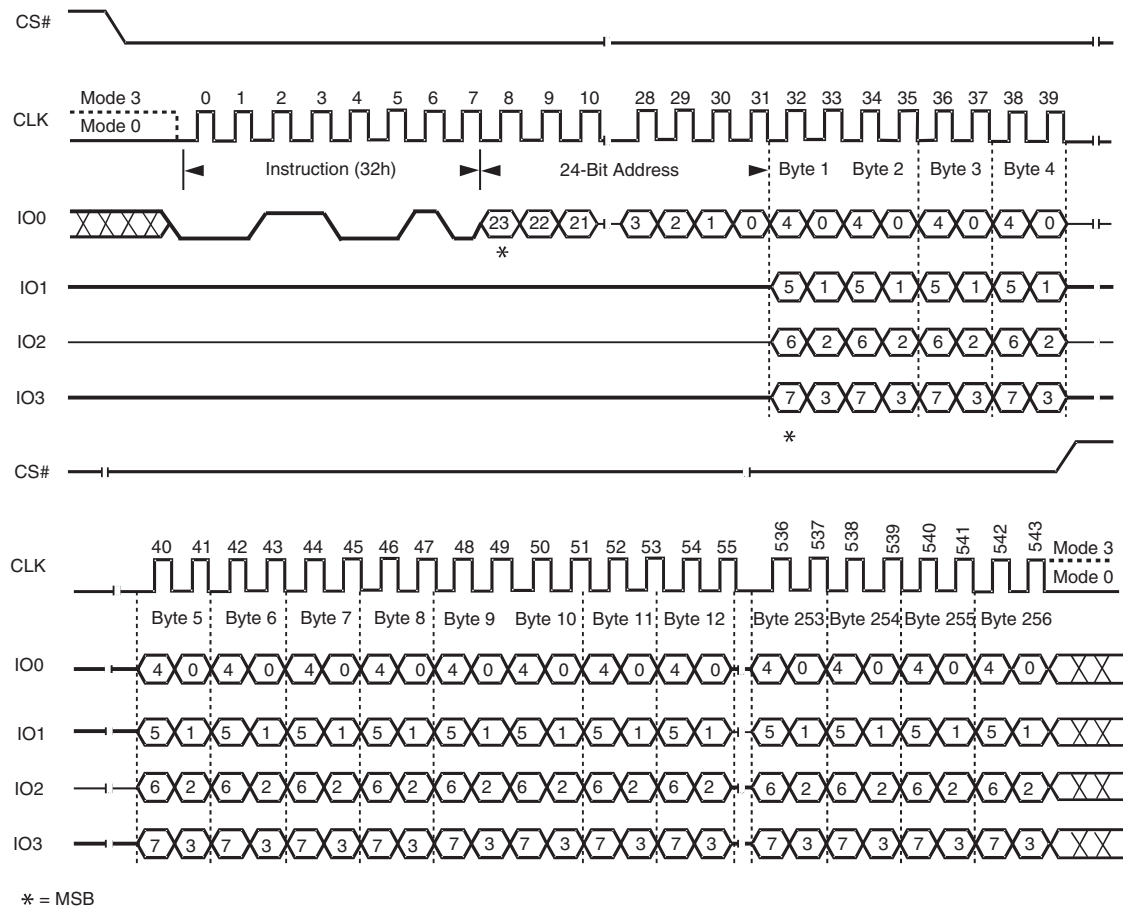 CS#
Mode 3
0 1 2 3 4 5 6 7 8 9 10 28 29 30 31 32 33 34 35 36 37 38 39
CLK
Mode 0
Instruction (32h) 24-Bit Address Byte 1 Byte 2 Byte 3 Byte 4
IO0 23 22 21 3 2 1 0 4 0 4 0 4 0 4 0
*
IO1 5 1 5 1 5 1 5 1
IO2 6 2 6 2 6 2 6 2
IO3 7 3 7 3 7 3 7 3
*
CS#
40 41 42 43 44 45 46 47 48 49 50 51 52 53 54 55 536 537 538 539 540 541 542 543
Mode 3
CLK
Mode 0
Byte 5 Byte 6 Byte 7 Byte 8 Byte 9 Byte 10 Byte 11 Byte 12 Byte 253 Byte 254 Byte 255 Byte 256
IO0 4 0 4 0 4 0 4 0 4 0 4 0 4 0 4 0 4 0 4 0 4 0 4 0
IO1 5 1 5 1 5 1 5 1 5 1 5 1 5 1 5 1 5 1 5 1 5 1 5 1
IO2 6 2 6 2 6 2 6 2 6 2 6 2 6 2 6 2 6 2 6 2 6 2 6 2
IO3 7 3 7 3 7 3 7 3 7 3 7 3 7 3 7 3 7 3 7 3 7 3 7 3
* = MSB